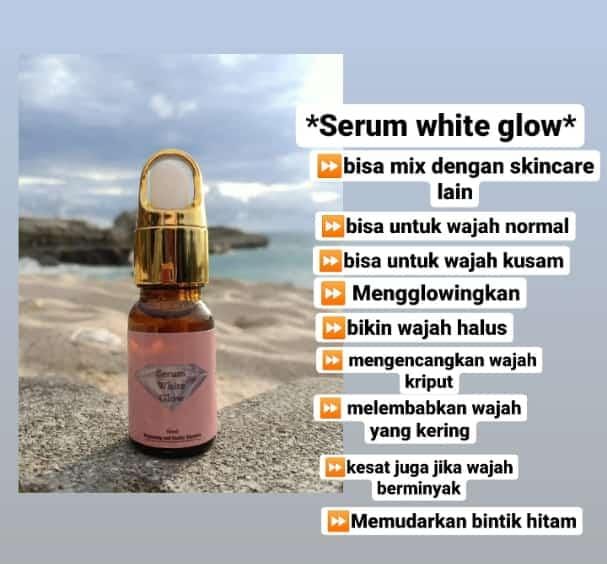 *Serum white glow*
⏩bisa mix dengan skincare
lain
⏩bisa untuk wajah normal
⏩bisa untuk wajah kusam
⏩ Mengglowingkan
⏩bikin wajah halus
⏩ mengencangkan wajah
kriput
⏩ melembabkan wajah
yang kering
⏩kesat juga jika wajah
berminyak
⏩Memudarkan bintik hitam
Serum
White
Glow